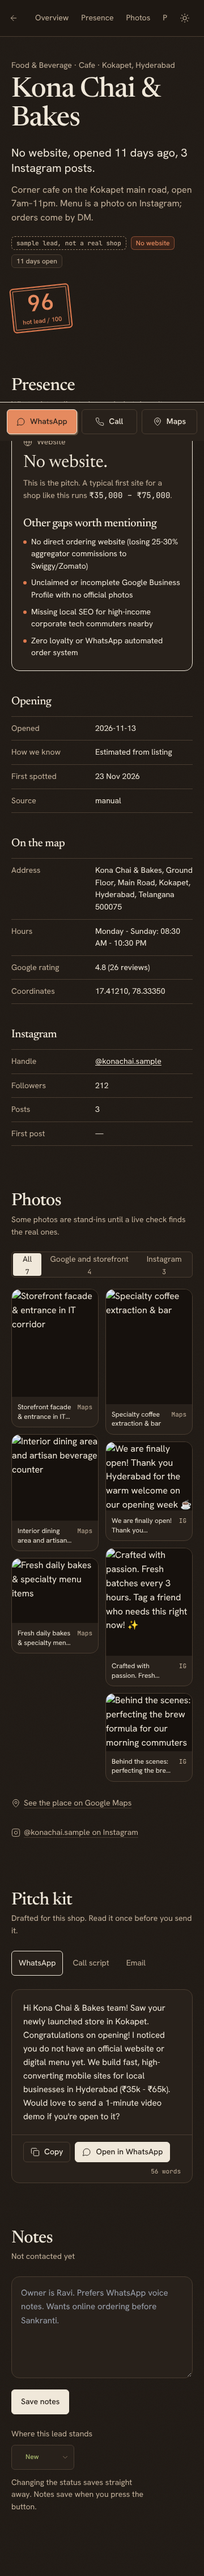 Overview Presence Photos P
Food & Beverage · Cafe · Kokapet, Hyderabad
Kona Chai &
Bakes
No website, opened 11 days ago, 3
Instagram posts.
Corner cafe on the Kokapet main road, open
7am–11pm. Menu is a photo on Instagram;
orders come by DM.
sample lead, not a real shop
No website
11 days open
96
hot lead / 100
Presence
WhatsApp
Call
Maps
Website
No website.
This is the pitch. A typical first site for a
shop like this runs ₹35,000 – ₹75,000.
Other gaps worth mentioning
No direct ordering website (losing 25-30%
aggregator commissions to
Swiggy/Zomato)
Unclaimed or incomplete Google Business
Profile with no official photos
Missing local SEO for high-income
corporate tech commuters nearby
Zero loyalty or WhatsApp automated
order system
Opening
Opened 2026-11-13
How we know Estimated from listing
First spotted 23 Nov 2026
Source manual
On the map
Address Kona Chai & Bakes, Ground
Floor, Main Road, Kokapet,
Hyderabad, Telangana
500075
Hours Monday - Sunday: 08:30
AM - 10:30 PM
Google rating 4.8 (26 reviews)
Coordinates 17.41210, 78.33350
Instagram
Handle @konachai.sample
Followers 212
Posts 3
First post —
Photos
Some photos are stand-ins until a live check finds
the real ones.
All
7
Google and storefront
4
Instagram
3
Storefront facade
& entrance in IT
corridor
Storefront facade
& entrance in IT...
Maps
Specialty coffee
extraction & bar
Specialty coffee
extraction & bar
Maps
Interior dining area
and artisan beverage
counter
Interior dining
area and artisan...
Maps
We are finally
open! Thank you
Hyderabad for the
warm welcome on
our opening week ☕
We are finally open!
Thank you...
IG
Fresh daily bakes
& specialty menu
items
Fresh daily bakes
& specialty men...
Maps
Crafted with
passion. Fresh
batches every 3
hours. Tag a friend
who needs this right
now! ✨
Crafted with
passion. Fresh...
IG
Behind the scenes:
perfecting the brew
formula for our
morning commuters
Behind the scenes:
perfecting the bre...
IG
See the place on Google Maps
@konachai.sample on Instagram
Pitch kit
Drafted for this shop. Read it once before you send
it.
WhatsApp Call script Email
Hi Kona Chai & Bakes team! Saw your
newly launched store in Kokapet.
Congratulations on opening! I noticed
you do not have an official website or
digital menu yet. We build fast, high-
converting mobile sites for local
businesses in Hyderabad (₹35k - ₹65k).
Would love to send a 1-minute video
demo if you're open to it?
Copy
Open in WhatsApp
56 words
Notes
Not contacted yet
Owner is Ravi. Prefers WhatsApp voice
notes. Wants online ordering before
Sankranti.
Save notes
Where this lead stands
New
Changing the status saves straight
away. Notes save when you press the
button.